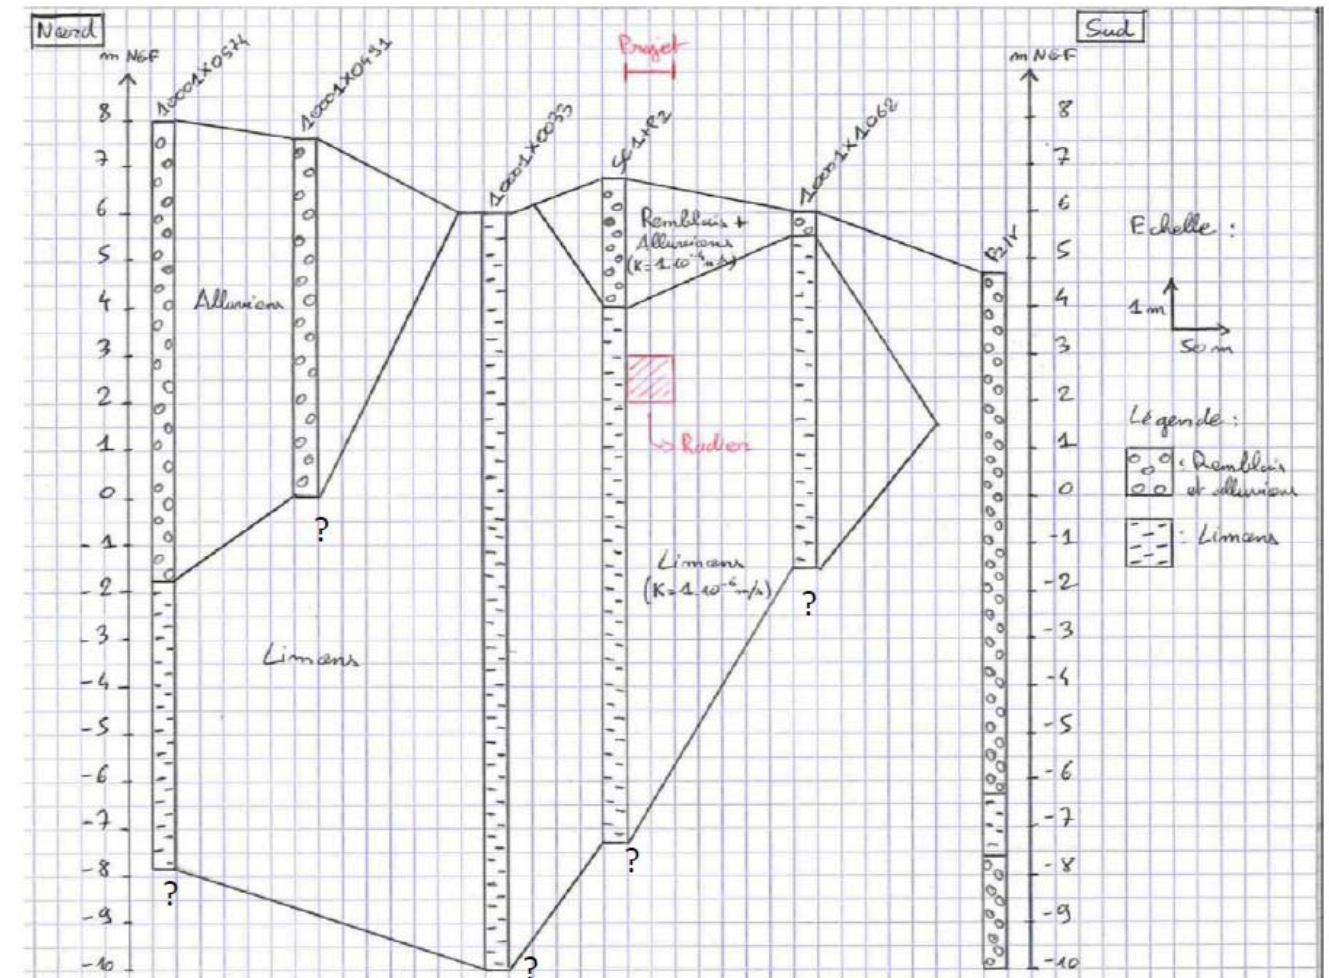 Nord
Sud
m NGF
m NGF
10001X0574
10001X0491
10001X0033
SC1+PZ
10001X1062
PZIV
Projet
8
7
6
5
4
3
2
1
0
-1
-2
-3
-4
-5
-6
-7
-8
-9
-10
8
7
6
5
4
3
2
1
0
-1
-2
-3
-4
-5
-6
-7
-8
-9
-10
Alluvions
Remblais +
Alluvions
Radier
Limons
(K=1.10⁻⁶m/s)
Limons
?
?
?
?
?
Echelle :
1m
50m
Légende :
: Remblais
et alluvions
: Limons